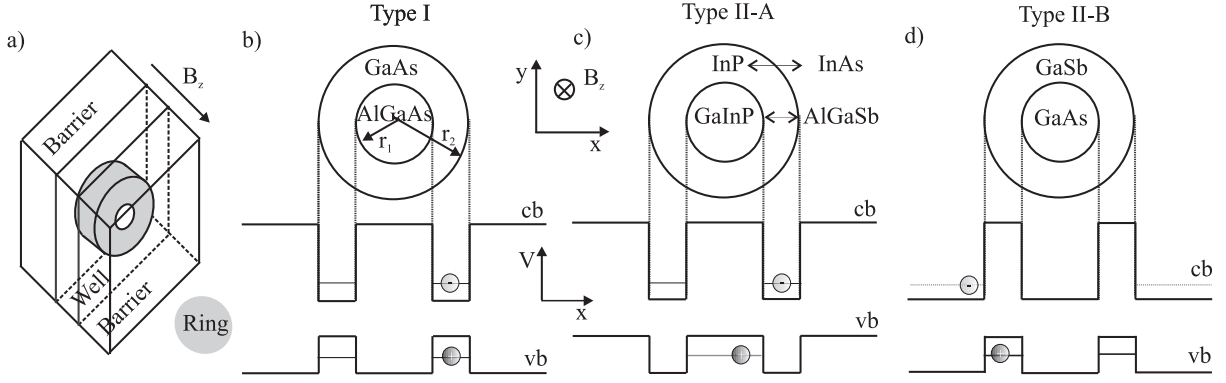 a)
B_z
Barrier
Well
Barrier
Ring
Type I
b)
GaAs
AlGaAs
r_1
r_2
cb
vb
y
B_z
x
V
x
Type II-A
c)
InP
InAs
GaInP
AlGaSb
cb
vb
Type II-B
d)
GaSb
GaAs
cb
vb